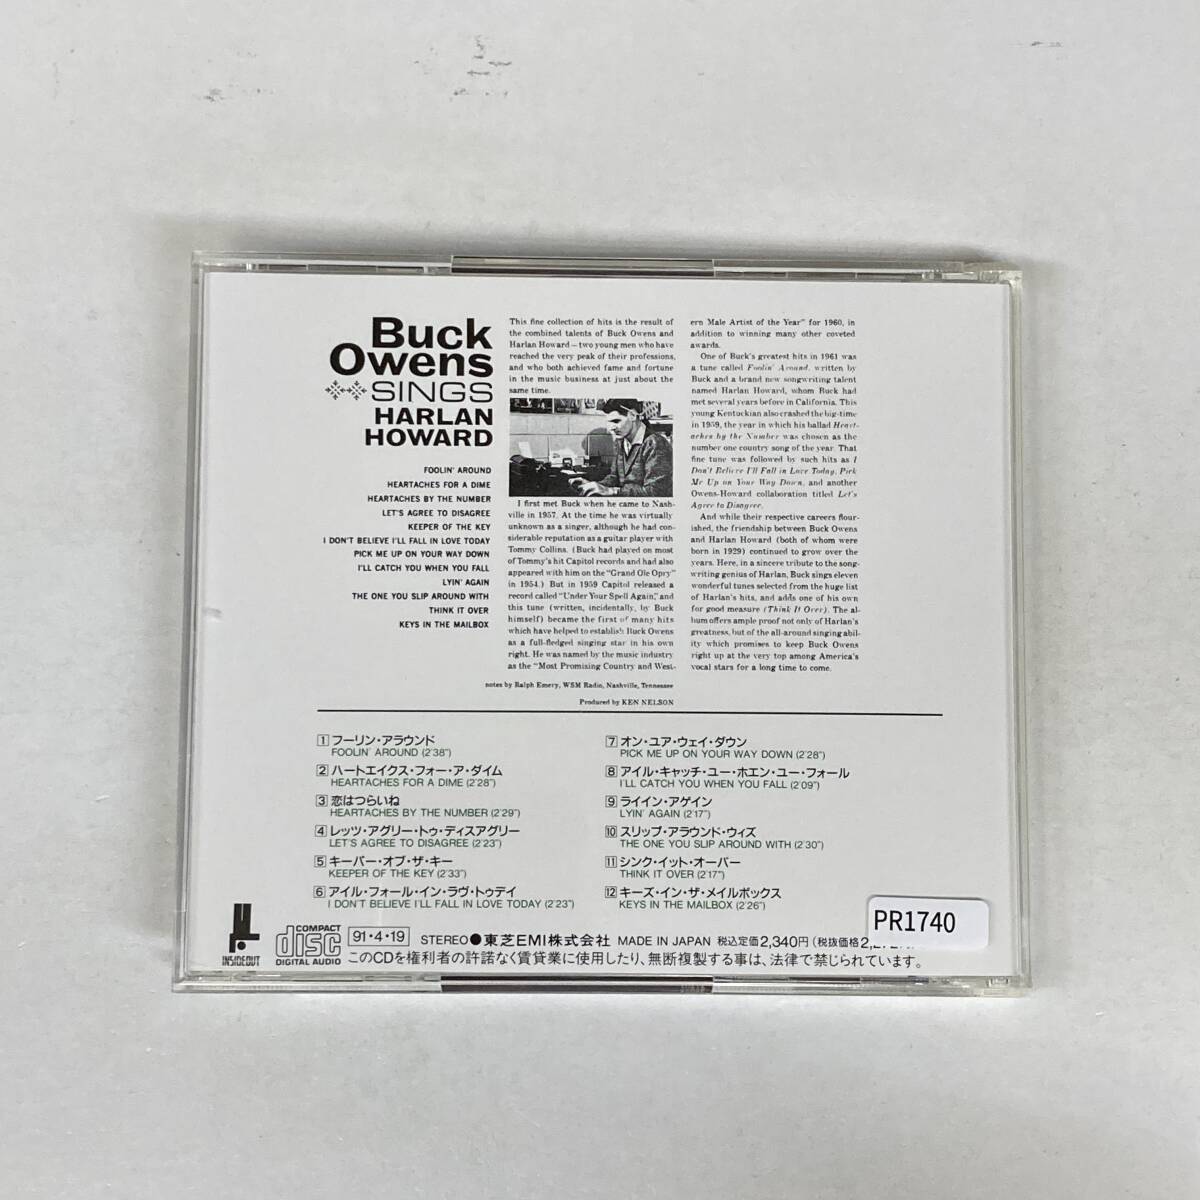 Buck
Owens
SINGS
HARLAN
HOWARD
FOOLIN' AROUND
HEARTACHES FOR A DIME
HEARTACHES BY THE NUMBER
LET'S AGREE TO DISAGREE
KEEPER OF THE KEY
I DON'T BELIEVE I'LL FALL IN LOVE TODAY
PICK ME UP ON YOUR WAY DOWN
I'LL CATCH YOU WHEN YOU FALL
LYIN' AGAIN
THE ONE YOU SLIP AROUND WITH
THINK IT OVER
KEYS IN THE MAILBOX
This fine collection of hits is the result of
the combined talents of Buck Owens and
Harlan Howard—two young men who have
reached the very peak of their professions,
and who both achieved fame and fortune
in the music business at just about the
same time.
I first met Buck when he came to Nash-
ville in 1957. At the time he was virtually
unknown as a singer, although he had con-
siderable reputation as a guitar player with
Tommy Collins. (Buck had played on most
of Tommy's hit Capitol records and had also
appeared with him on the "Grand Ole Opry"
in 1954.) But in 1959 Capitol released a
record called "Under Your Spell Again," and
this tune (written, incidentally, by Buck
himself) became the first of many hits
which have helped to establish Buck Owens
as a full-fledged singing star in his own
right. He was named by the music industry
as the "Most Promising Country and West-
ern Male Artist of the Year" for 1960, in
addition to winning many other coveted
awards.
One of Buck's greatest hits in 1961 was
a tune called Foolin' Around, written by
Buck and a brand new songwriting talent
named Harlan Howard, whom Buck had
met several years before in California. This
young Kentuckian also crashed the big-time
in 1959, the year in which his ballad Heart-
aches by the Number was chosen as the
number one country song of the year. That
fine tune was followed by such hits as I
Don't Believe I'll Fall in Love Today, Pick
Me Up on Your Way Down, and another
Owens-Howard collaboration titled Let's
Agree to Disagree.
And while their respective careers flour-
ished, the friendship between Buck Owens
and Harlan Howard (both of whom were
born in 1929) continued to grow over the
years. Here, in a sincere tribute to the song-
writing genius of Harlan, Buck sings eleven
wonderful tunes selected from the huge list
of Harlan's hits, and adds one of his own
for good measure (Think It Over). The al-
bum offers ample proof not only of Harlan's
greatness, but of the all-around singing abil-
ity which promises to keep Buck Owens
right up at the very top among America's
vocal stars for a long time to come.
notes by Ralph Emery, WSM Radio, Nashville, Tennessee
Produced by KEN NELSON
1 フーリン・アラウンド
FOOLIN' AROUND (2'38")
2 ハートエイクス・フォー・ア・ダイム
HEARTACHES FOR A DIME (2'28")
3 恋はつらいね
HEARTACHES BY THE NUMBER (2'29")
4 レッツ・アグリー・トゥ・ディスアグリー
LET'S AGREE TO DISAGREE (2'23")
5 キーパー・オブ・ザ・キー
KEEPER OF THE KEY (2'33")
6 アイル・フォール・イン・ラヴ・トゥデイ
I DON'T BELIEVE I'LL FALL IN LOVE TODAY (2'23")
7 オン・ユア・ウェイ・ダウン
PICK ME UP ON YOUR WAY DOWN (2'28")
8 アイル・キャッチ・ユー・ホエン・ユー・フォール
I'LL CATCH YOU WHEN YOU FALL (2'09")
9 ライイン・アゲイン
LYIN' AGAIN (2'17")
10 スリップ・アラウンド・ウィズ
THE ONE YOU SLIP AROUND WITH (2'30")
11 シンク・イット・オーバー
THINK IT OVER (2'17")
12 キーズ・イン・ザ・メイルボックス
KEYS IN THE MAILBOX (2'26")
PR1740
INSIDEOUT
COMPACT
disc
DIGITAL AUDIO
91・4・19 STEREO●東芝EMI株式会社 MADE IN JAPAN 税込定価2,340円(税抜価格
このCDを権利者の許諾なく賃貸業に使用したり、無断複製する事は、法律で禁じられています。